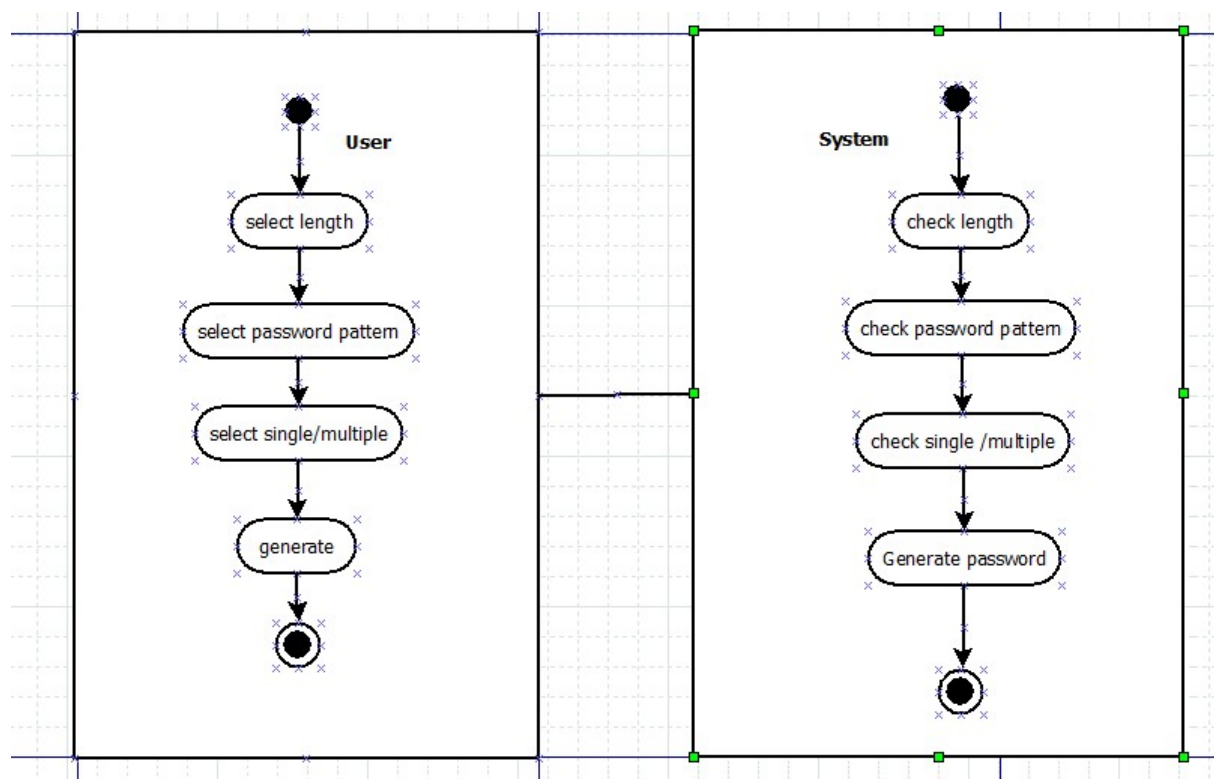 User
select length
select password pattern
select single/multiple
generate
System
check length
check password pattern
check single /multiple
Generate password